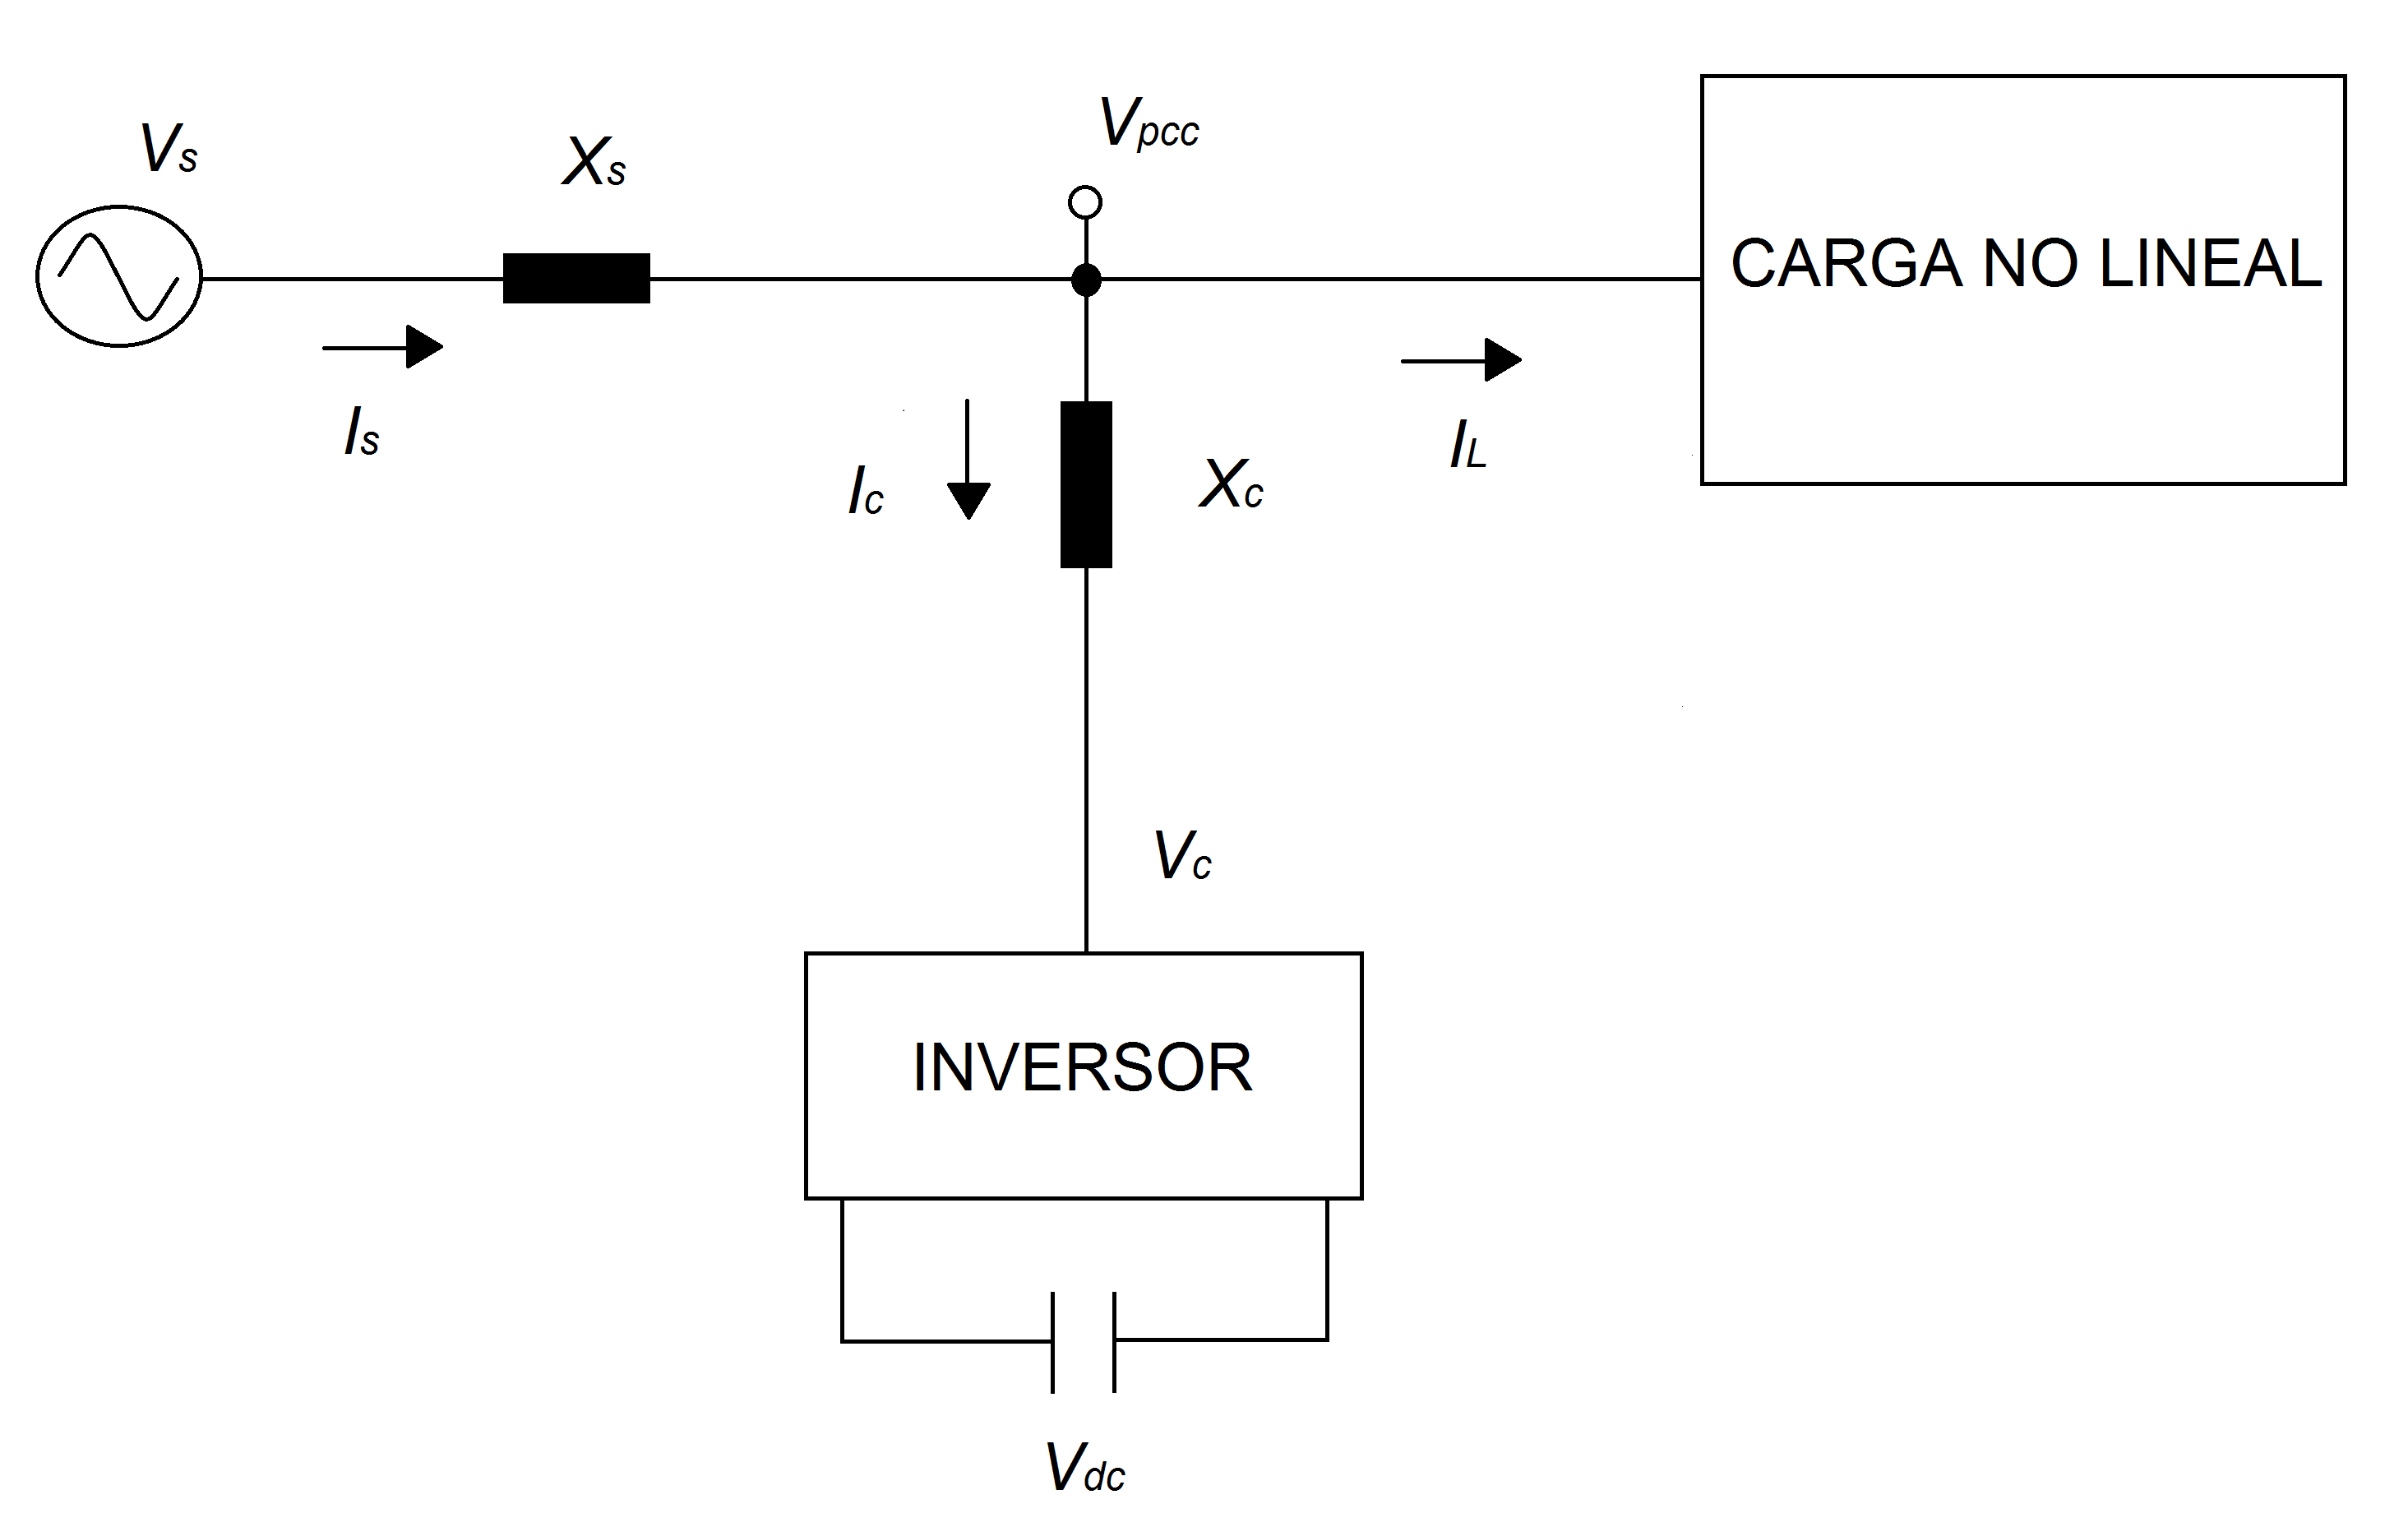 Vs
Xs
Vpcc
CARGA NO LINEAL
Is
Ic
Xc
IL
Vc
INVERSOR
Vdc